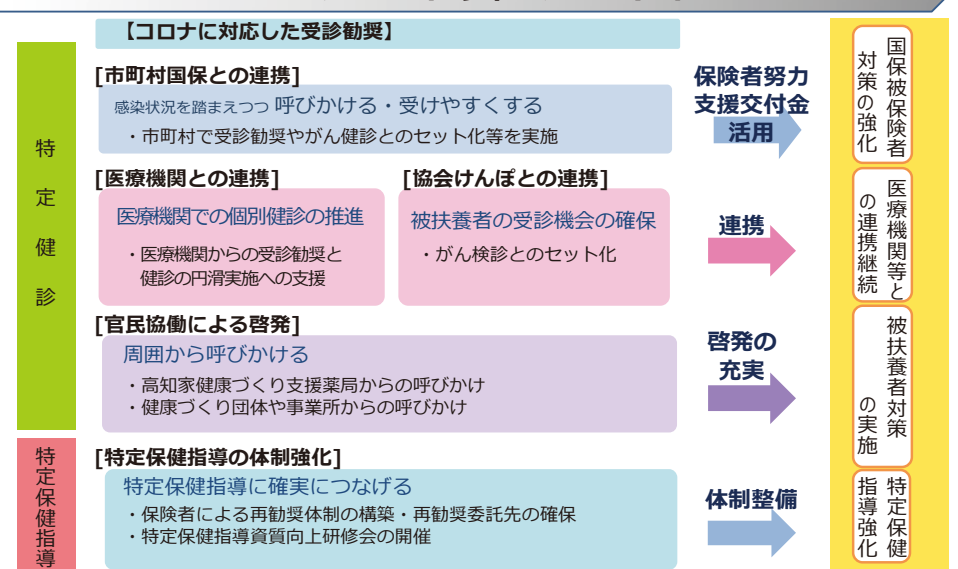 【コロナに対応した受診勧奨】
特定健診
[市町村国保との連携]
感染状況を踏まえつつ 呼びかける・受けやすくする
・市町村で受診勧奨やがん健診とのセット化等を実施
保険者努力
支援交付金
活用
国保被保険者
対策の強化
[医療機関との連携]
医療機関での個別健診の推進
・医療機関からの受診勧奨と
健診の円滑実施への支援
[協会けんぽとの連携]
被扶養者の受診機会の確保
・がん検診とのセット化
連携
医療機関等と
の連携継続
[官民協働による啓発]
周囲から呼びかける
・高知家健康づくり支援薬局からの呼びかけ
・健康づくり団体や事業所からの呼びかけ
啓発の
充実
被扶養者対策
の実施
特定保健指導
[特定保健指導の体制強化]
特定保健指導に確実につなげる
・保険者による再勧奨体制の構築・再勧奨委託先の確保
・特定保健指導資質向上研修会の開催
体制整備
特定保健
指導強化